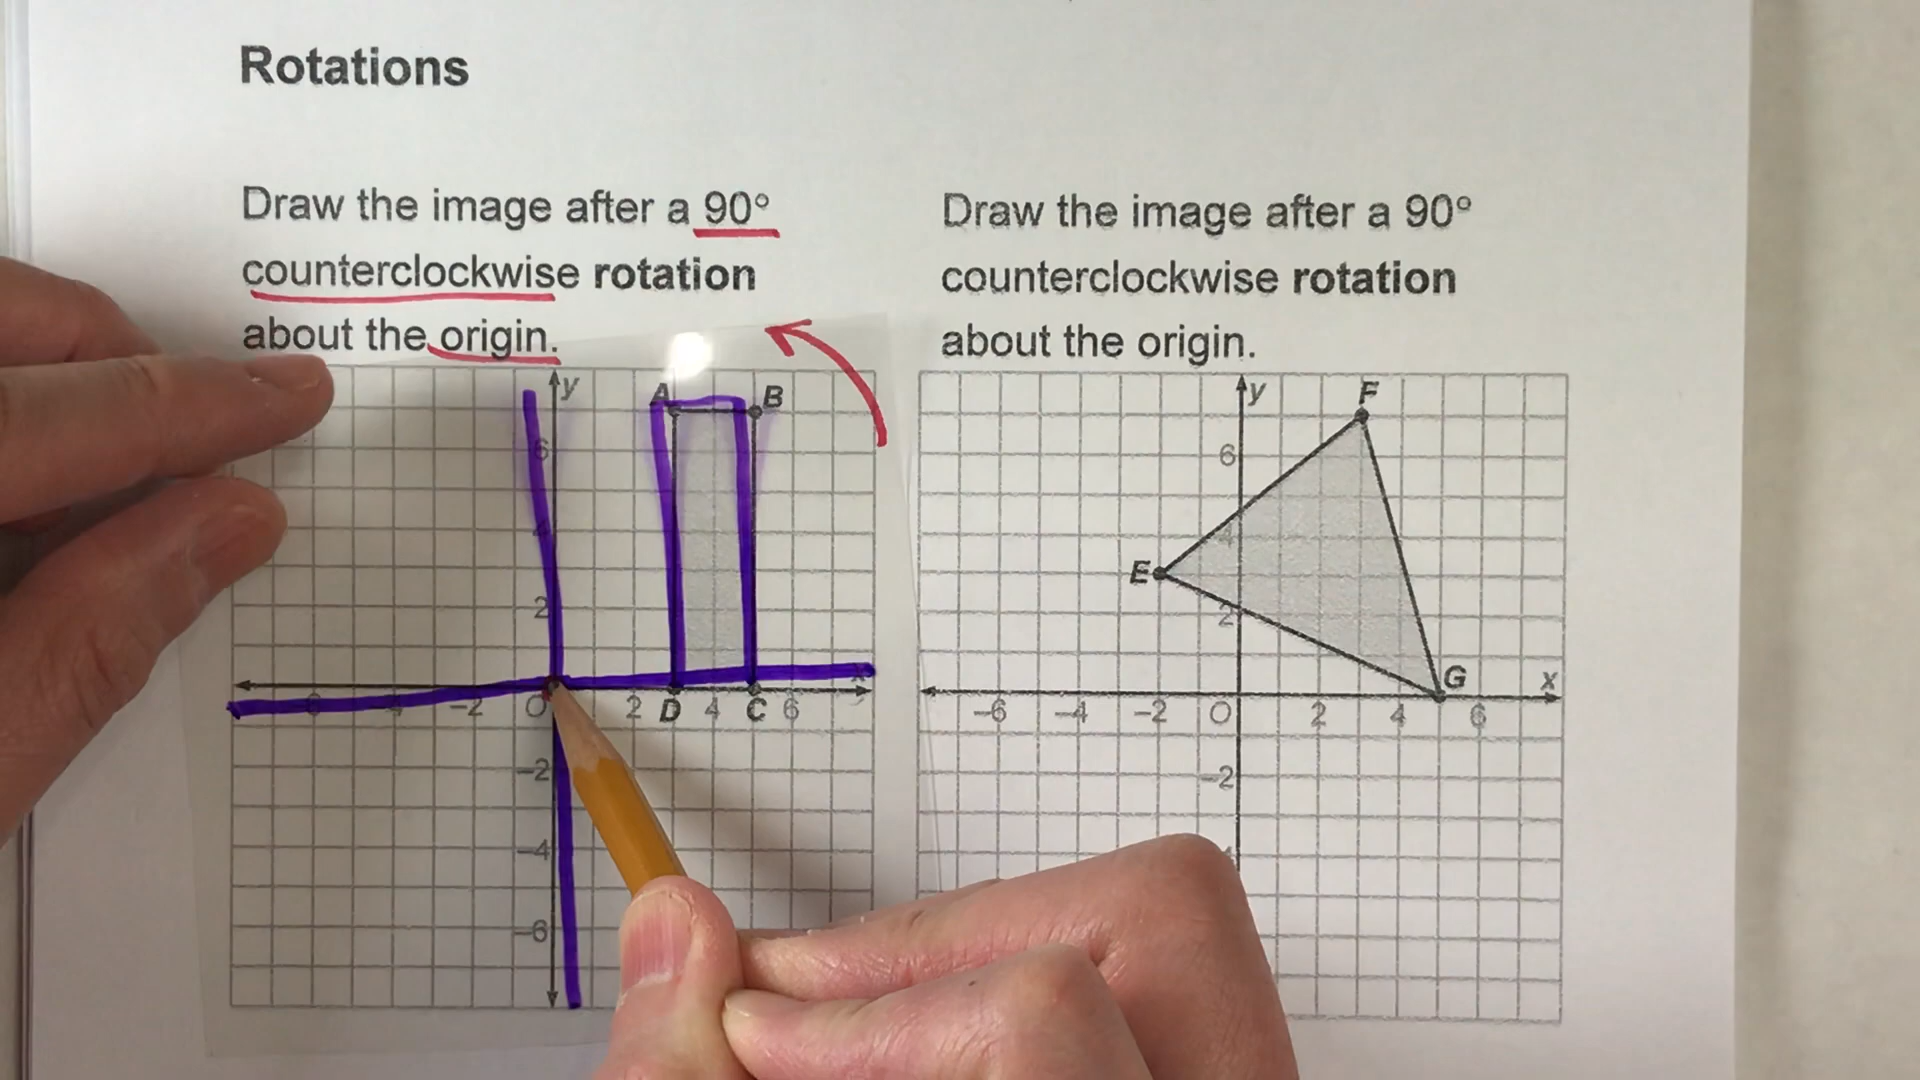 Rotations
Draw the image after a 90°
counterclockwise rotation
about the origin.
Draw the image after a 90°
counterclockwise rotation
about the origin.
y
A
B
6
4
2
x
−2
O
2
D
4
C
6
−2
−4
−6
y
F
6
4
E
2
G
x
−6
−4
−2
O
2
4
6
−2